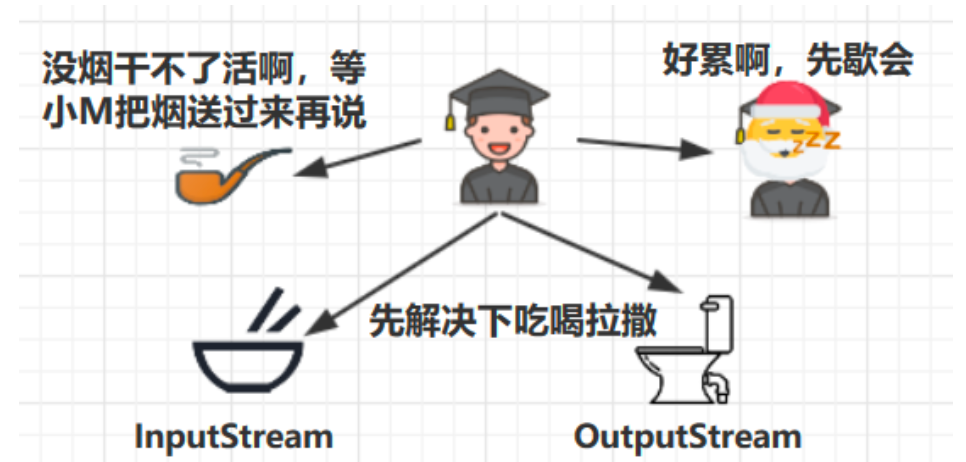 没烟干不了活啊，等
小M把烟送过来再说
好累啊，先歇会
zZZ
先解决下吃喝拉撒
InputStream
OutputStream